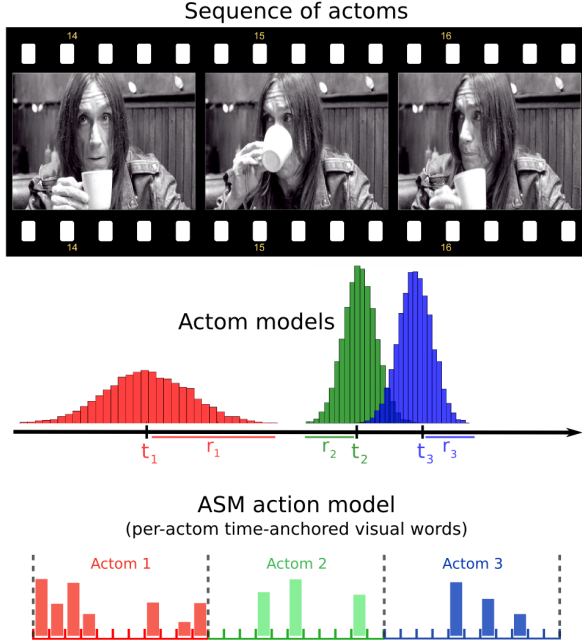 Sequence of actoms
14 15 16
14 15 16
Actom models
t1 r1 r2 t2 t3 r3
ASM action model
(per-actom time-anchored visual words)
Actom 1 Actom 2 Actom 3